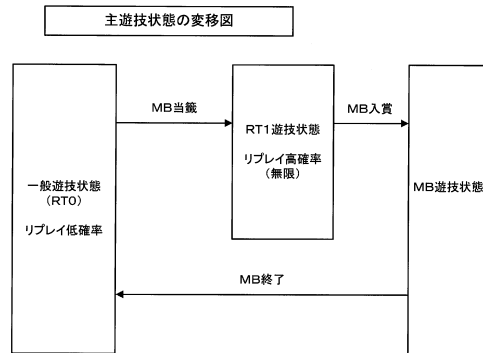 主遊技状態の変移図
MB当籤
MB入賞
RT1遊技状態
リプレイ高確率
(無限)
一般遊技状態
(RT0)
リプレイ低確率
MB遊技状態
MB終了